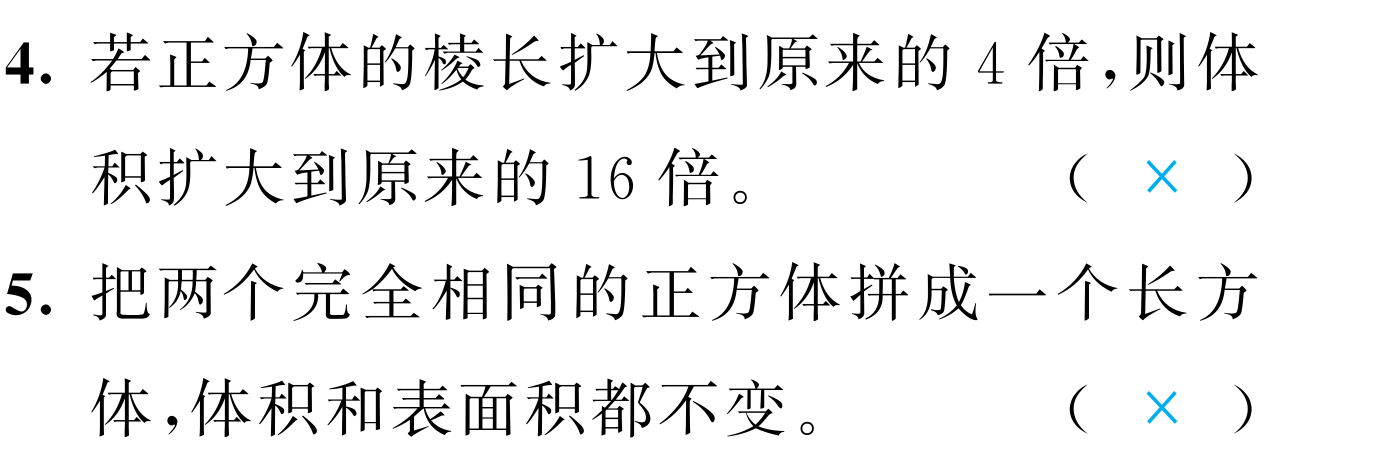 4. 若正方体的棱长扩大到原来的 4 倍,则体
积扩大到原来的 16 倍。 ( × )
5. 把两个完全相同的正方体拼成一个长方
体,体积和表面积都不变。 ( × )